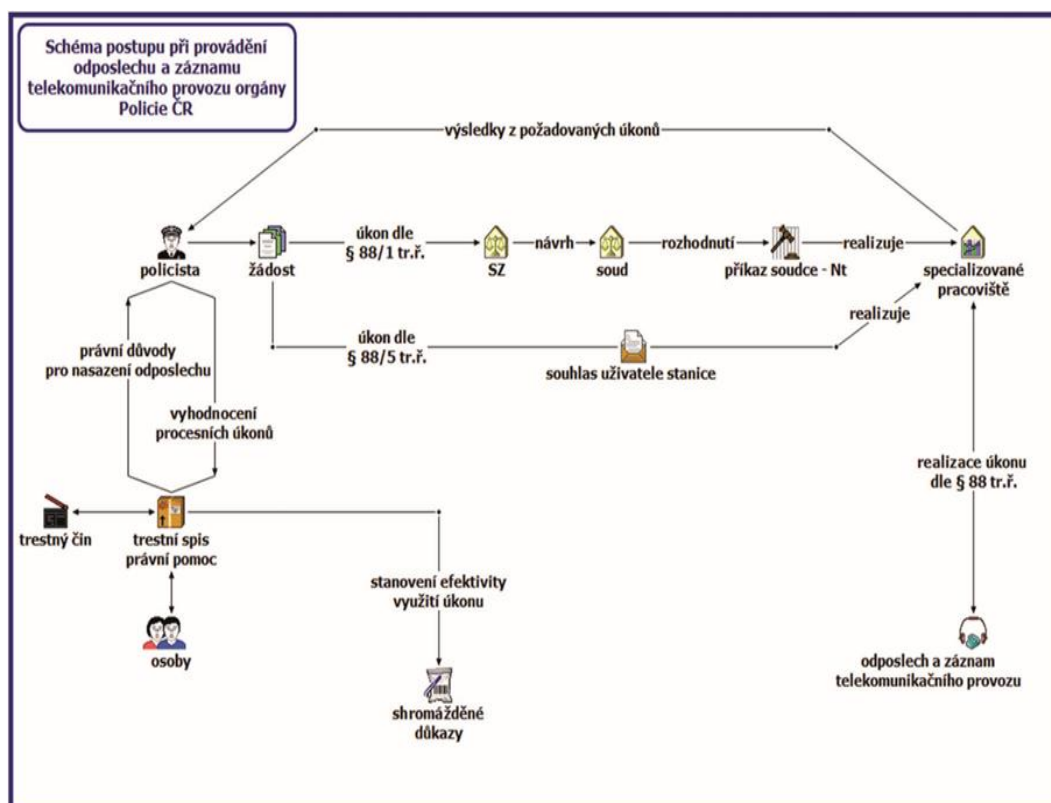 Schéma postupu při provádění
odposlechu a záznamu
telekomunikačního provozu orgány
Policie ČR
výsledky z požadovaných úkonů
policista
žádost
úkon dle
§ 88/1 tr.ř.
SZ
návrh
soud
rozhodnutí
příkaz soudce - Nt
realizuje
specializované
pracoviště
úkon dle
§ 88/5 tr.ř.
souhlas uživatele stanice
realizuje
právní důvody
pro nasazení odposlechu
vyhodnocení
procesních úkonů
realizace úkonu
dle § 88 tr.ř.
trestný čin
trestní spis
právní pomoc
stanovení efektivity
využití úkonu
osoby
odposlech a záznam
telekomunikačního provozu
shromážděné
důkazy